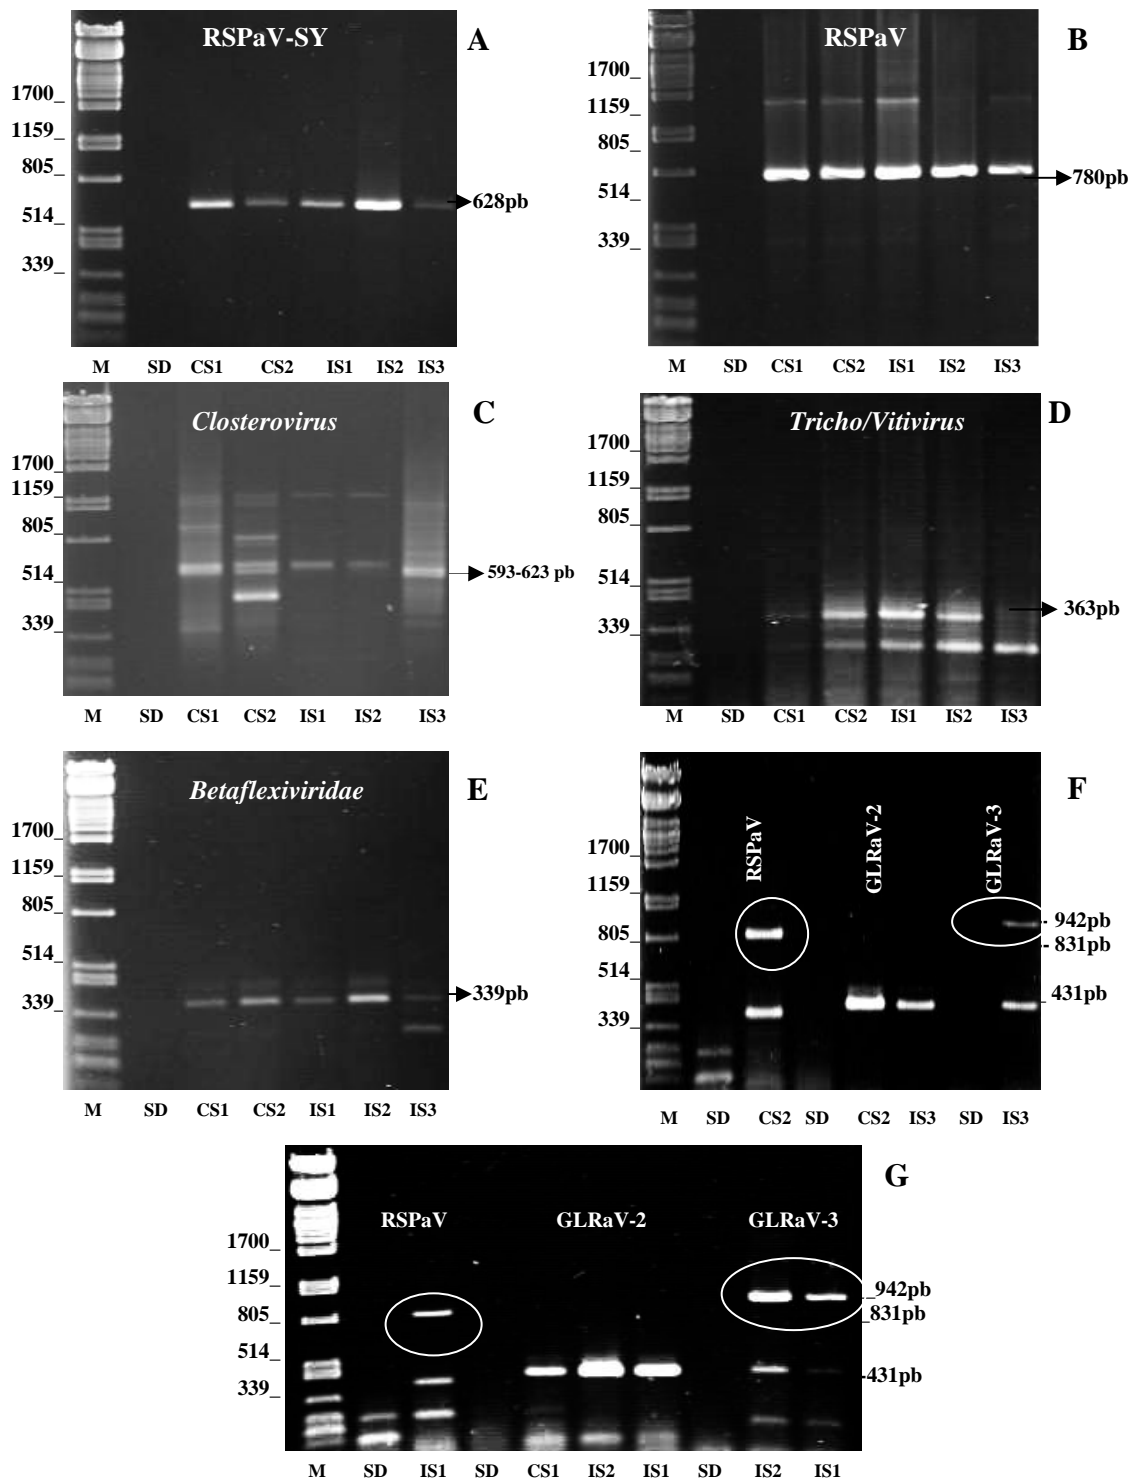 RSPaV-SY
A
1700_
1159_
805_
514_
339_
628pb
M SD CS1 CS2 IS1 IS2 IS3
RSPaV
B
1700_
1159_
805_
514_
339_
780pb
M SD CS1 CS2 IS1 IS2 IS3
Closterovirus
C
1700_
1159_
805_
514_
339_
593-623 pb
M SD CS1 CS2 IS1 IS2 IS3
Tricho/Vitivirus
D
1700_
1159_
805_
514_
339_
363pb
M SD CS1 CS2 IS1 IS2 IS3
Betaflexiviridae
E
1700_
1159_
805_
514_
339_
339pb
M SD CS1 CS2 IS1 IS2 IS3
F
RSPaV
GLRaV-2
GLRaV-3
1700_
1159_
805_
514_
339_
- 942pb
- 831pb
431pb
M SD CS2 SD CS2 IS3 SD IS3
G
RSPaV GLRaV-2 GLRaV-3
1700_
1159_
805_
514_
339_
_942pb
_831pb
-431pb
M SD IS1 SD CS1 IS2 IS1 SD IS2 IS1